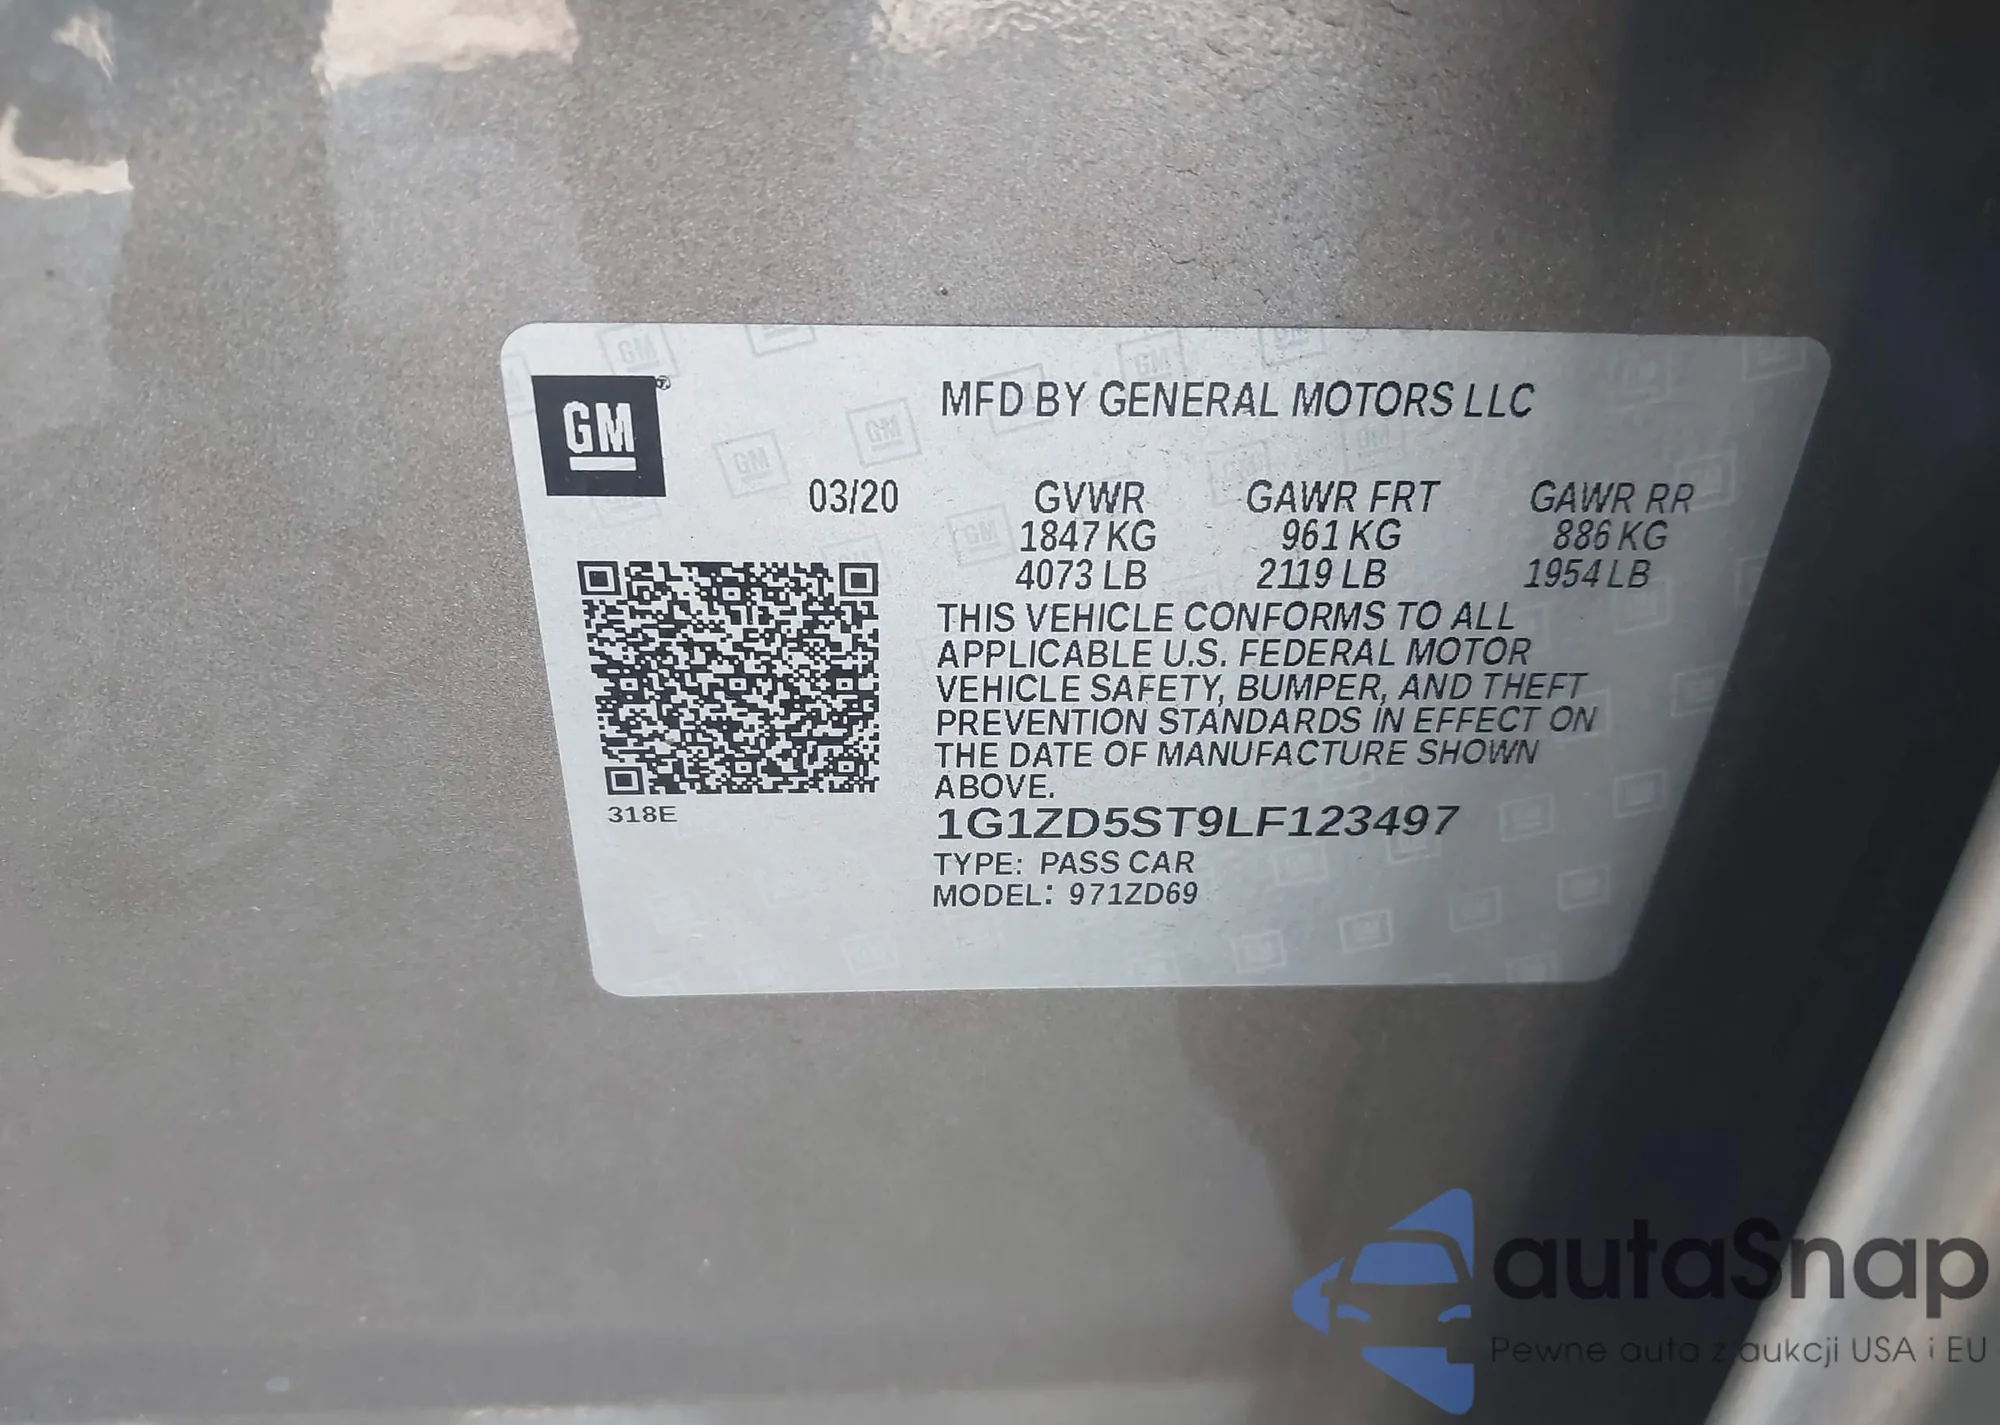 GM
MFD BY GENERAL MOTORS LLC
03/20 GVWR GAWR FRT GAWR RR
1847 KG 961 KG 886 KG
4073 LB 2119 LB 1954 LB
THIS VEHICLE CONFORMS TO ALL
APPLICABLE U.S. FEDERAL MOTOR
VEHICLE SAFETY, BUMPER, AND THEFT
PREVENTION STANDARDS IN EFFECT ON
THE DATE OF MANUFACTURE SHOWN
ABOVE.
318E
1G1ZD5ST9LF123497
TYPE: PASS CAR
MODEL: 971ZD69
autaSnap
Pewne auta z aukcji USA i EU